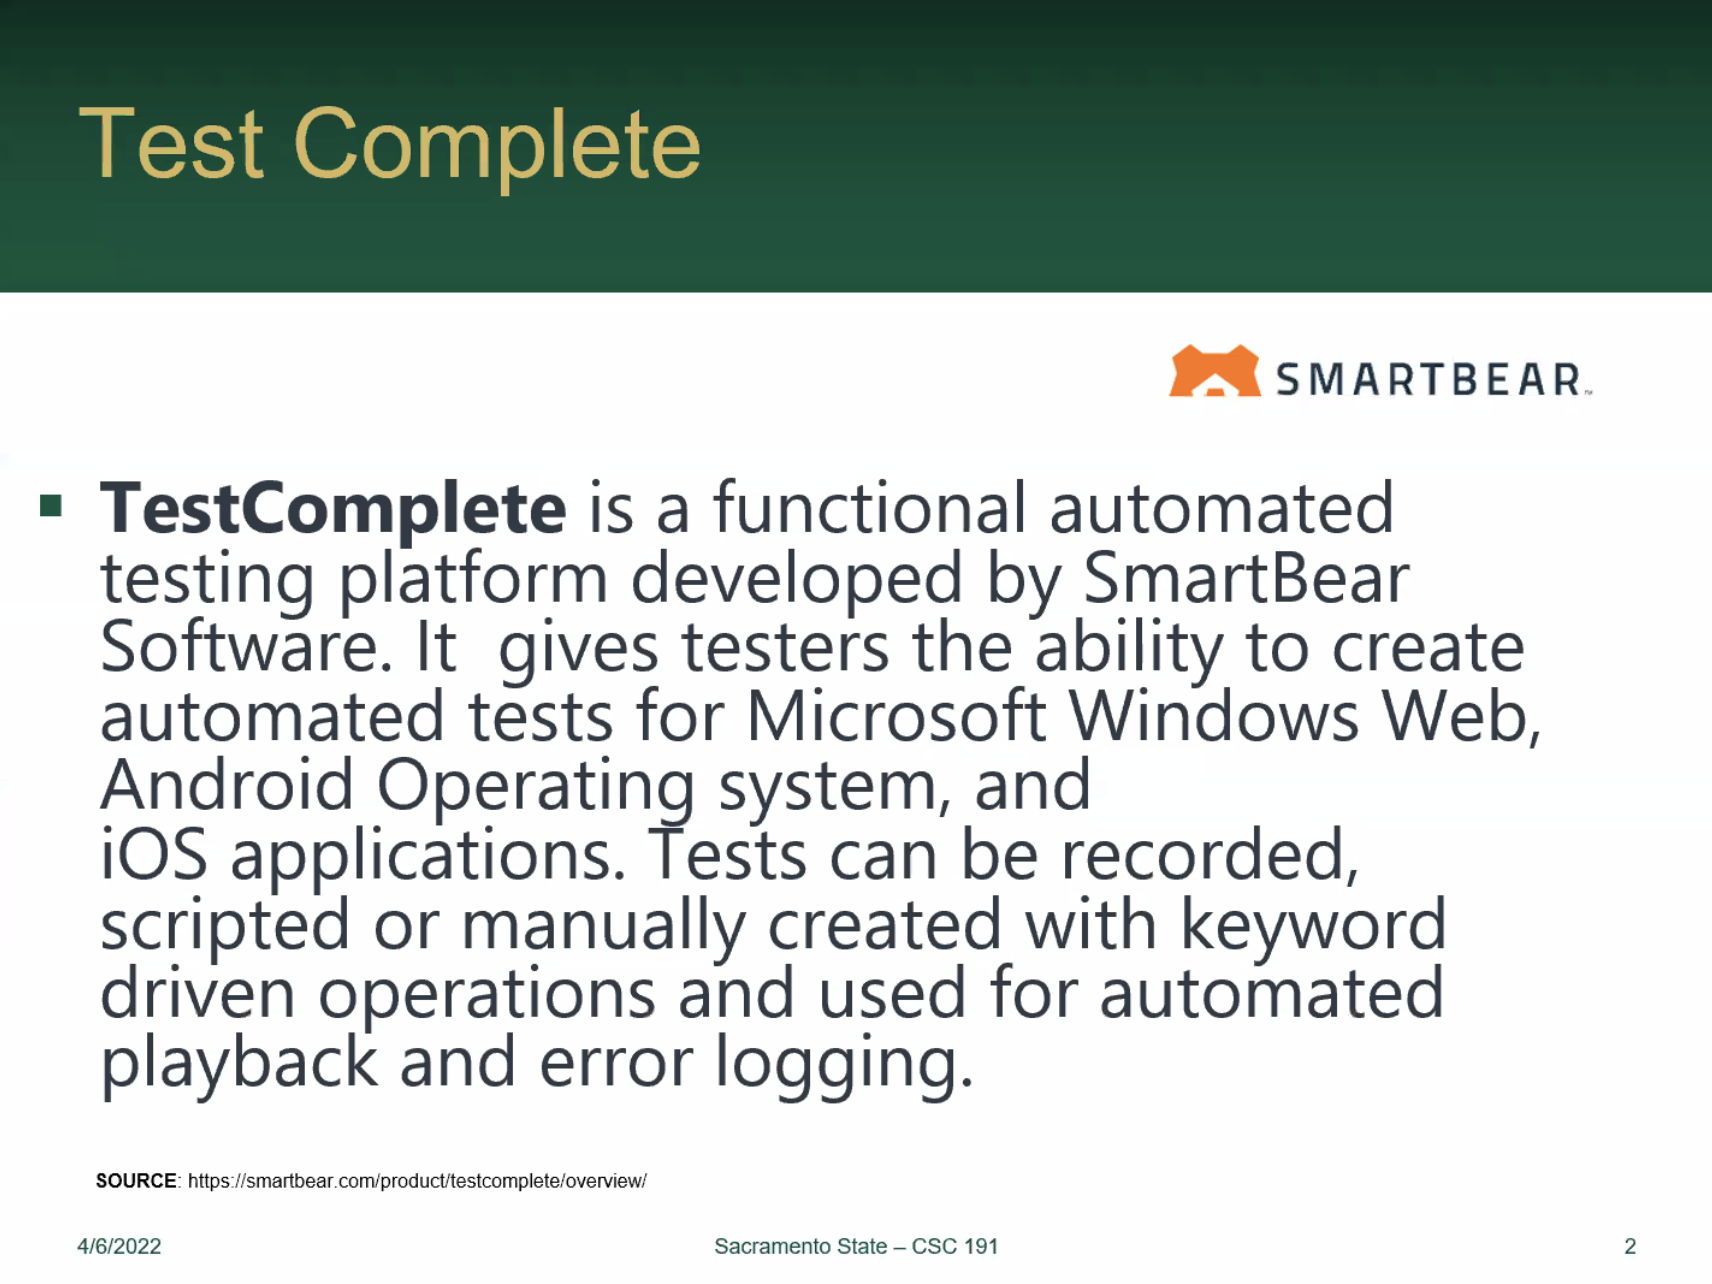 Test Complete
SMARTBEAR™
▪ TestComplete is a functional automated
testing platform developed by SmartBear
Software. It  gives testers the ability to create
automated tests for Microsoft Windows Web,
Android Operating system, and
iOS applications. Tests can be recorded,
scripted or manually created with keyword
driven operations and used for automated
playback and error logging.
SOURCE: https://smartbear.com/product/testcomplete/overview/
4/6/2022 Sacramento State – CSC 191 2